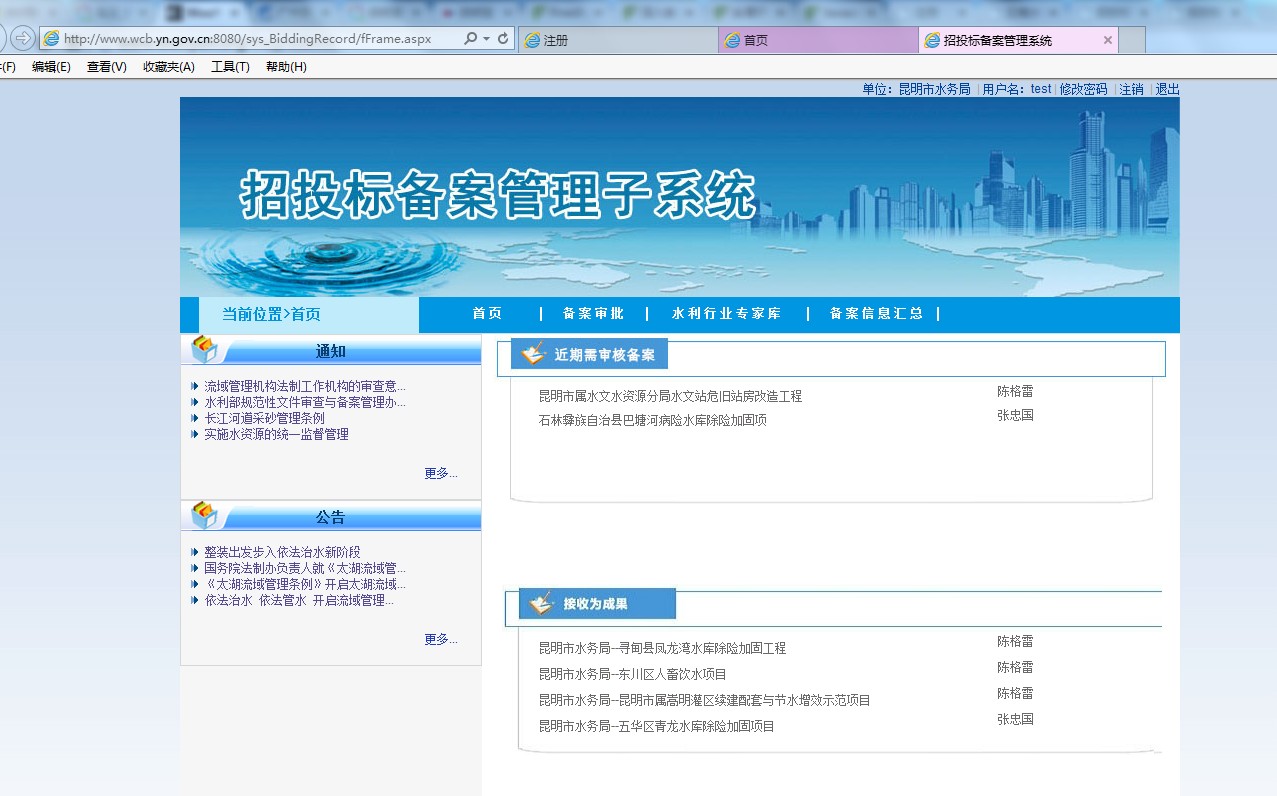 http://www.wcb.yn.gov.cn:8080/sys_BiddingRecord/fFrame.aspx
注册
首页
招投标备案管理系统
(F) 编辑(E) 查看(V) 收藏夹(A) 工具(T) 帮助(H)
单位：昆明市水务局 | 用户名：test | 修改密码 | 注销 | 退出
招投标备案管理子系统
当前位置>首页
首页 | 备案审批 | 水利行业专家库 | 备案信息汇总 |
通知
流域管理机构法制工作机构的审查意...
水利部规范性文件审查与备案管理办...
长江河道采砂管理条例
实施水资源的统一监督管理
更多...
公告
整装出发步入依法治水新阶段
国务院法制办负责人就《太湖流域管...
《太湖流域管理条例》开启太湖流域...
依法治水 依法管水 开启流域管理...
更多...
近期需审核备案
昆明市属水文水资源分局水文站危旧站房改造工程 陈格雷
石林彝族自治县巴塘河病险水库除险加固项 张忠国
接收为成果
昆明市水务局--寻甸县凤龙湾水库除险加固工程 陈格雷
昆明市水务局--东川区人畜饮水项目 陈格雷
昆明市水务局--昆明市属嵩明灌区续建配套与节水增效示范项目 陈格雷
昆明市水务局--五华区青龙水库除险加固项目 张忠国